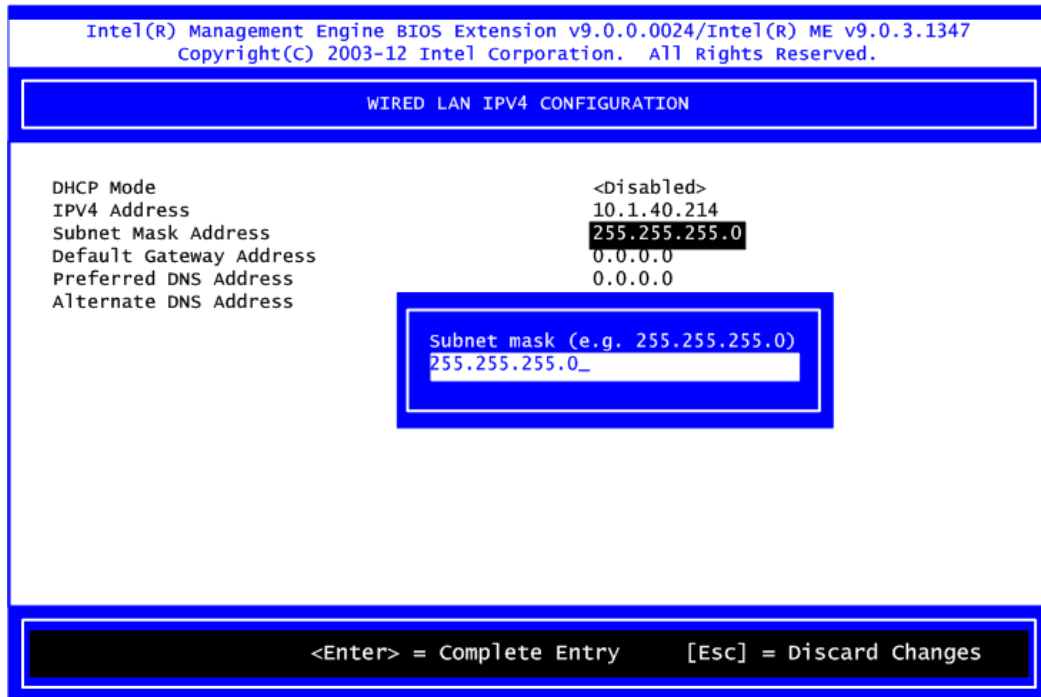 Intel(R) Management Engine BIOS Extension v9.0.0.0024/Intel(R) ME v9.0.3.1347
Copyright(C) 2003-12 Intel Corporation. All Rights Reserved.
WIRED LAN IPV4 CONFIGURATION
DHCP Mode <Disabled>
IPV4 Address 10.1.40.214
Subnet Mask Address 255.255.255.0
Default Gateway Address 0.0.0.0
Preferred DNS Address 0.0.0.0
Alternate DNS Address
Subnet mask (e.g. 255.255.255.0)
255.255.255.0_
<Enter> = Complete Entry [Esc] = Discard Changes